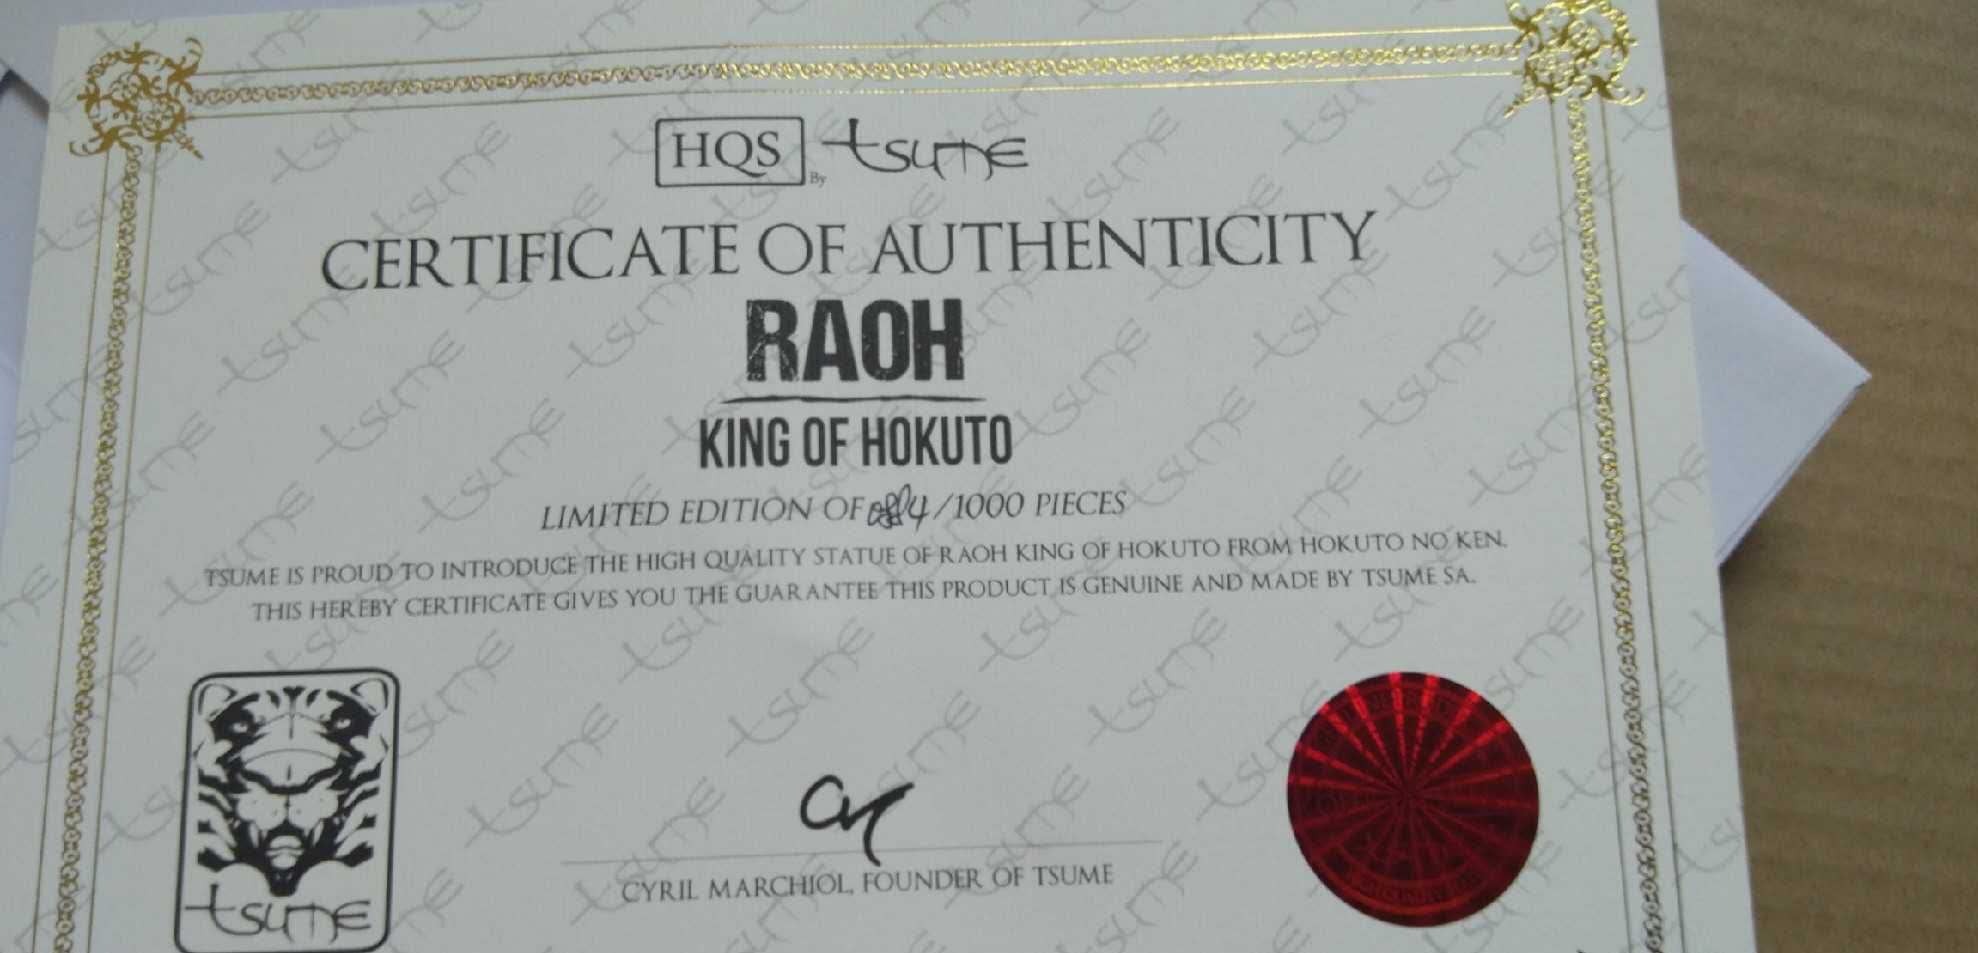 HQS By tsume
CERTIFICATE OF AUTHENTICITY
RAOH
KING OF HOKUTO
LIMITED EDITION OF /1000 PIECES
TSUME IS PROUD TO INTRODUCE THE HIGH QUALITY STATUE OF RAOH KING OF HOKUTO FROM HOKUTO NO KEN.
THIS HEREBY CERTIFICATE GIVES YOU THE GUARANTEE THIS PRODUCT IS GENUINE AND MADE BY TSUME SA.
CYRIL MARCHIOL, FOUNDER OF TSUME
tsume